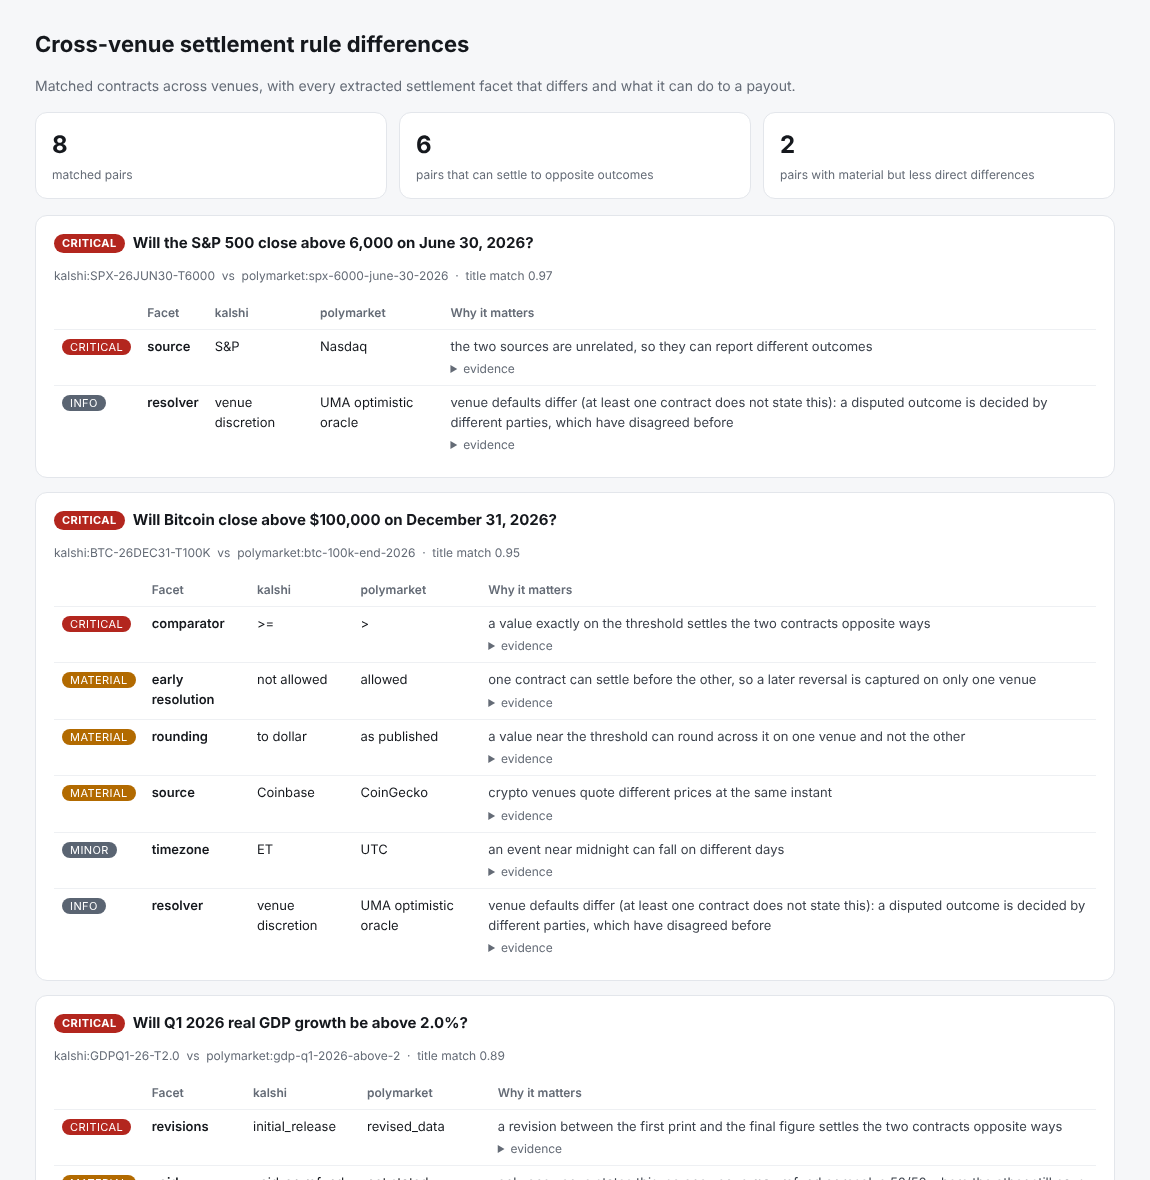 Cross-venue settlement rule differences
Matched contracts across venues, with every extracted settlement facet that differs and what it can do to a payout.
8
matched pairs
6
pairs that can settle to opposite outcomes
2
pairs with material but less direct differences
CRITICAL Will the S&P 500 close above 6,000 on June 30, 2026?
kalshi:SPX-26JUN30-T6000 vs polymarket:spx-6000-june-30-2026 · title match 0.97
Facet kalshi polymarket Why it matters
CRITICAL source S&P Nasdaq the two sources are unrelated, so they can report different outcomes
▶ evidence
INFO resolver venue UMA optimistic venue defaults differ (at least one contract does not state this): a disputed outcome is decided by
discretion oracle different parties, which have disagreed before
▶ evidence
CRITICAL Will Bitcoin close above $100,000 on December 31, 2026?
kalshi:BTC-26DEC31-T100K vs polymarket:btc-100k-end-2026 · title match 0.95
Facet kalshi polymarket Why it matters
CRITICAL comparator >= > a value exactly on the threshold settles the two contracts opposite ways
▶ evidence
MATERIAL early not allowed allowed one contract can settle before the other, so a later reversal is captured on only one venue
resolution ▶ evidence
MATERIAL rounding to dollar as published a value near the threshold can round across it on one venue and not the other
▶ evidence
MATERIAL source Coinbase CoinGecko crypto venues quote different prices at the same instant
▶ evidence
MINOR timezone ET UTC an event near midnight can fall on different days
▶ evidence
INFO resolver venue UMA optimistic venue defaults differ (at least one contract does not state this): a disputed outcome is decided by
discretion oracle different parties, which have disagreed before
▶ evidence
CRITICAL Will Q1 2026 real GDP growth be above 2.0%?
kalshi:GDPQ1-26-T2.0 vs polymarket:gdp-q1-2026-above-2 · title match 0.89
Facet kalshi polymarket Why it matters
CRITICAL revisions initial_release revised_data a revision between the first print and the final figure settles the two contracts opposite ways
▶ evidence